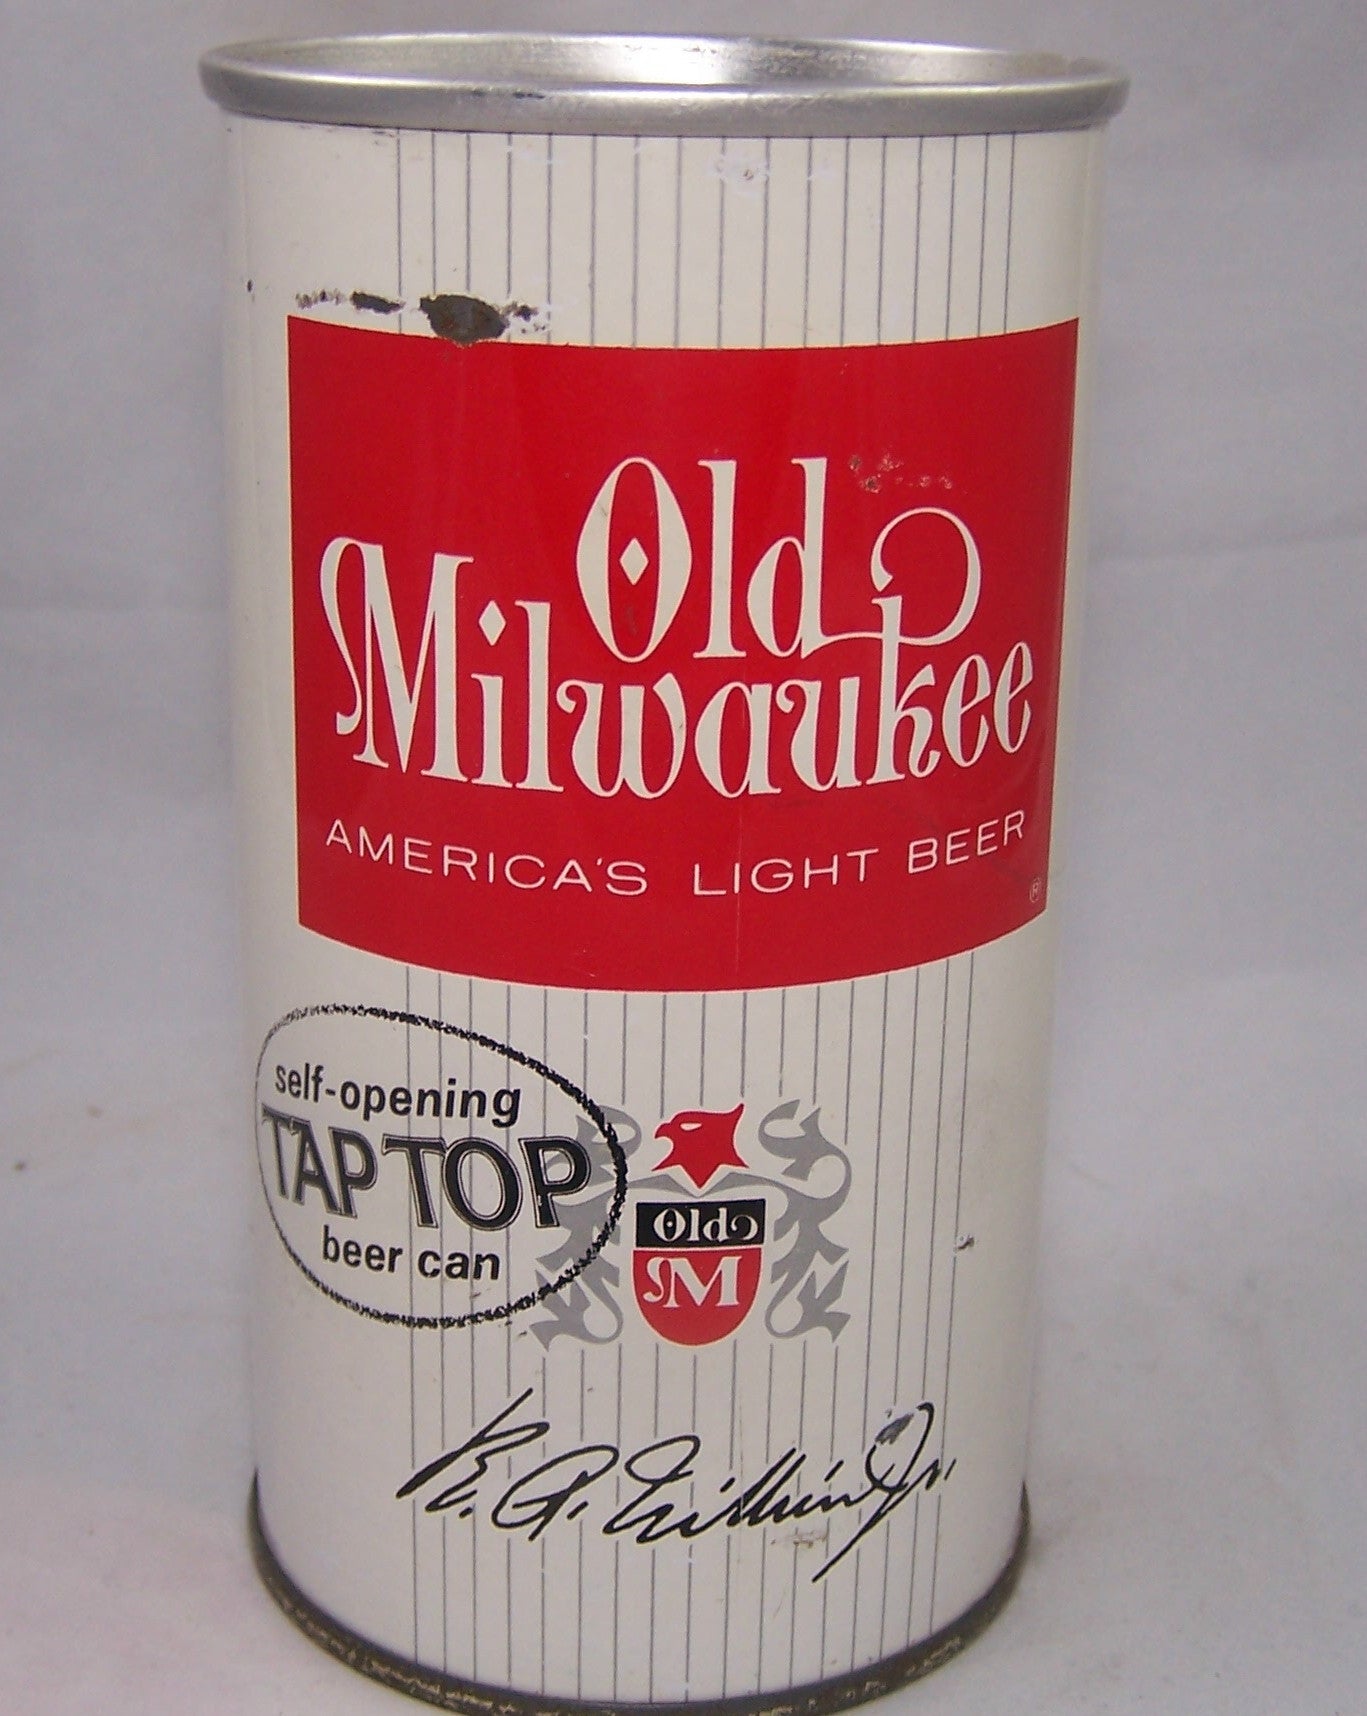 Old
Milwaukee
AMERICA'S LIGHT BEER
®
self-opening
TAP TOP
beer can
Old
M